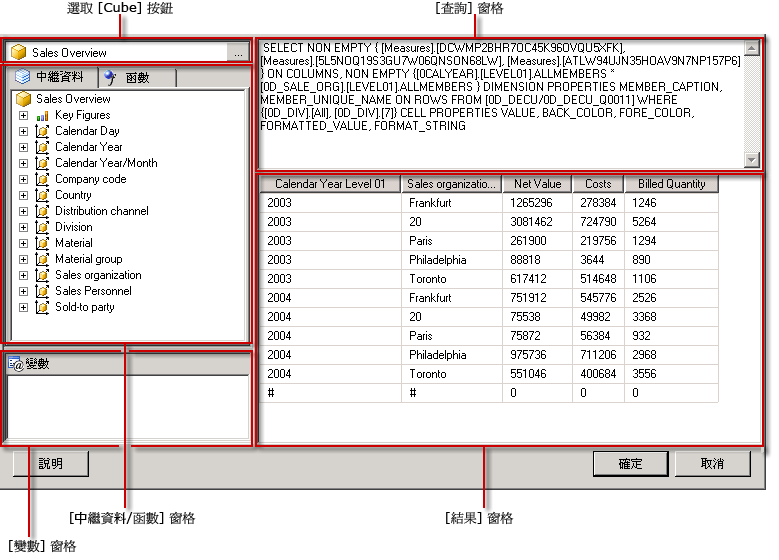 選取 [Cube] 按鈕
[查詢] 窗格
Sales Overview
...
中繼資料
函數
Sales Overview
Key Figures
Calendar Day
Calendar Year
Calendar Year/Month
Company code
Country
Distribution channel
Division
Material
Material group
Sales organization
Sales Personnel
Sold-to party
變數
SELECT NON EMPTY { [Measures].[DCWMP2BHR7OC45K96OVQU5XFK],
[Measures].[5L5NOQ19S3GU7W06QNSON68LW], [Measures].[ATLW94UJN35HOAV9N7NP157P6]
} ON COLUMNS, NON EMPTY {[0CALYEAR].[LEVEL01].ALLMEMBERS *
[0D_SALE_ORG].[LEVEL01].ALLMEMBERS } DIMENSION PROPERTIES MEMBER_CAPTION,
MEMBER_UNIQUE_NAME ON ROWS FROM [0D_DECU/0D_DECU_Q0011] WHERE
{[0D_DIV].[All], [0D_DIV].[7]} CELL PROPERTIES VALUE, BACK_COLOR, FORE_COLOR,
FORMATTED_VALUE, FORMAT_STRING
Calendar Year Level 01 Sales organizatio... Net Value Costs Billed Quantity
2003 Frankfurt 1265296 278384 1246
2003 20 3081462 724790 5264
2003 Paris 261900 219756 1294
2003 Philadelphia 88818 3644 890
2003 Toronto 617412 514648 1106
2004 Frankfurt 751912 545776 2526
2004 20 75538 49982 3368
2004 Paris 75872 56384 932
2004 Philadelphia 975736 711206 2968
2004 Toronto 551046 400684 3556
# # 0 0 0
說明
確定
取消
[中繼資料/函數] 窗格
[結果] 窗格
[變數] 窗格